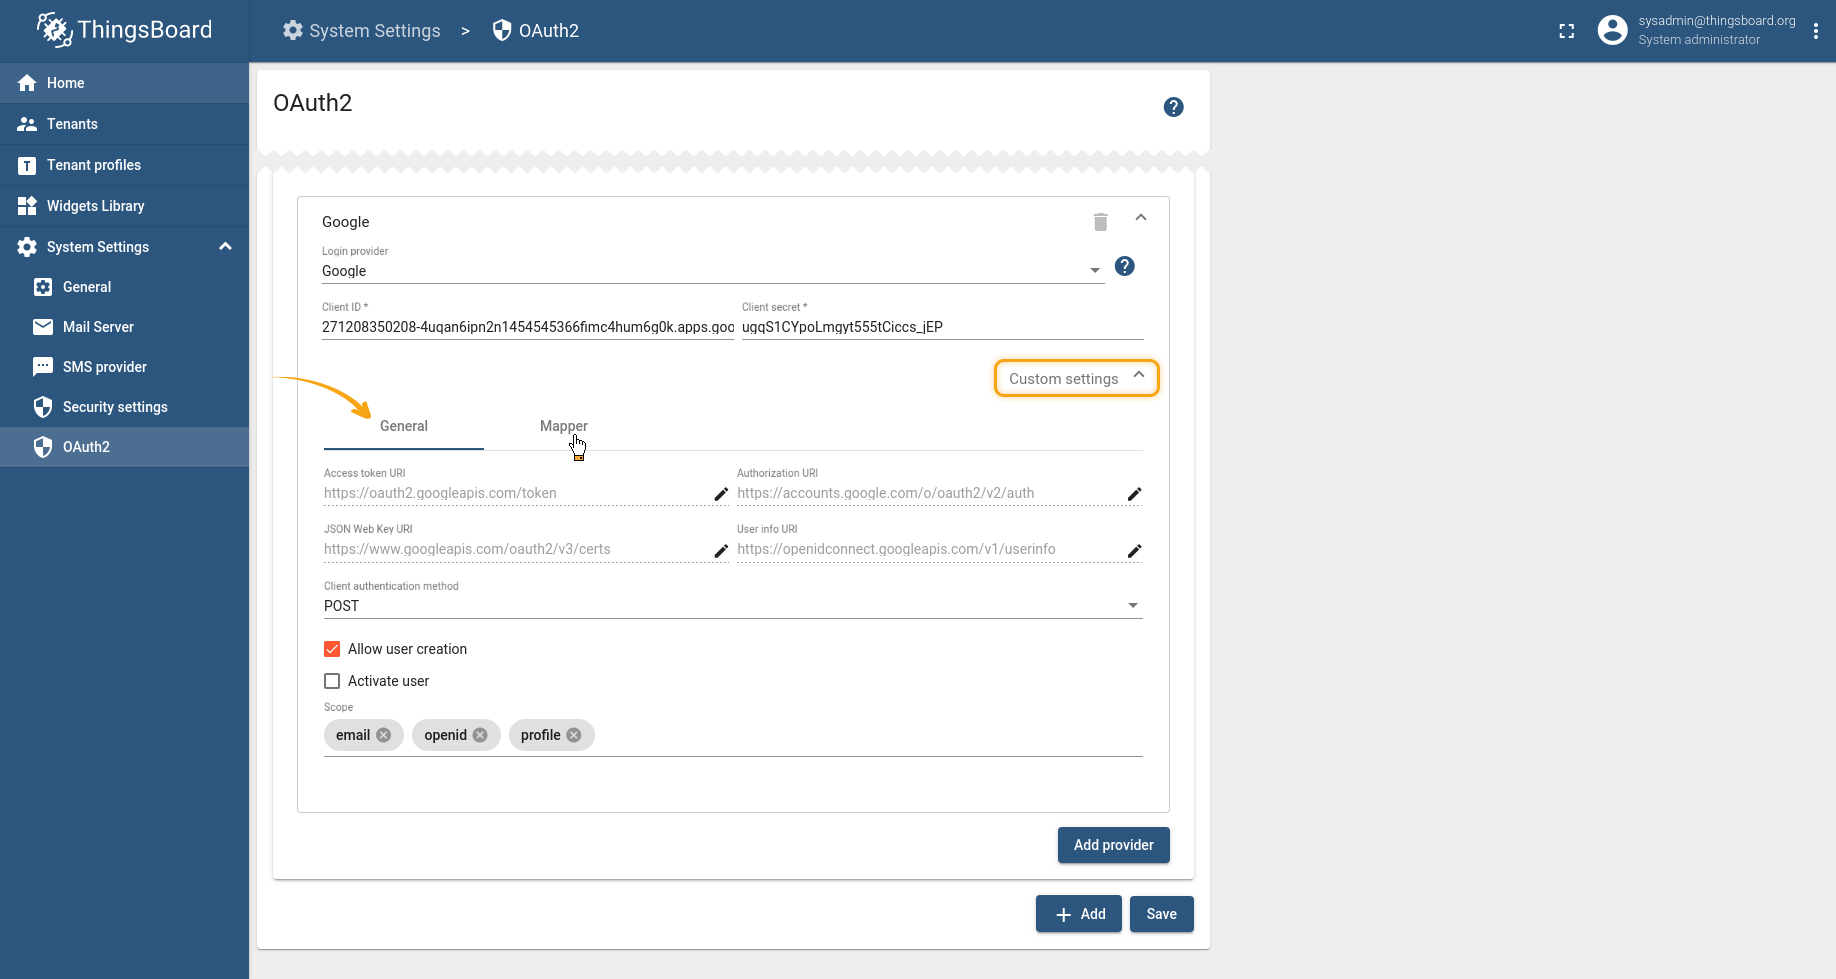 ThingsBoard
System Settings > OAuth2
sysadmin@thingsboard.org
System administrator
Home
Tenants
Tenant profiles
Widgets Library
System Settings
General
Mail Server
SMS provider
Security settings
OAuth2
OAuth2
Google
Login provider
Google
Client ID *
271208350208-4uqan6ipn2n1454545366fimc4hum6g0k.apps.goo
Client secret *
ugqS1CYpoLmgyt555tCiccs_jEP
Custom settings
General Mapper
Access token URI
https://oauth2.googleapis.com/token
Authorization URI
https://accounts.google.com/o/oauth2/v2/auth
JSON Web Key URI
https://www.googleapis.com/oauth2/v3/certs
User info URI
https://openidconnect.googleapis.com/v1/userinfo
Client authentication method
POST
Allow user creation
Activate user
Scope
email openid profile
Add provider
+ Add Save